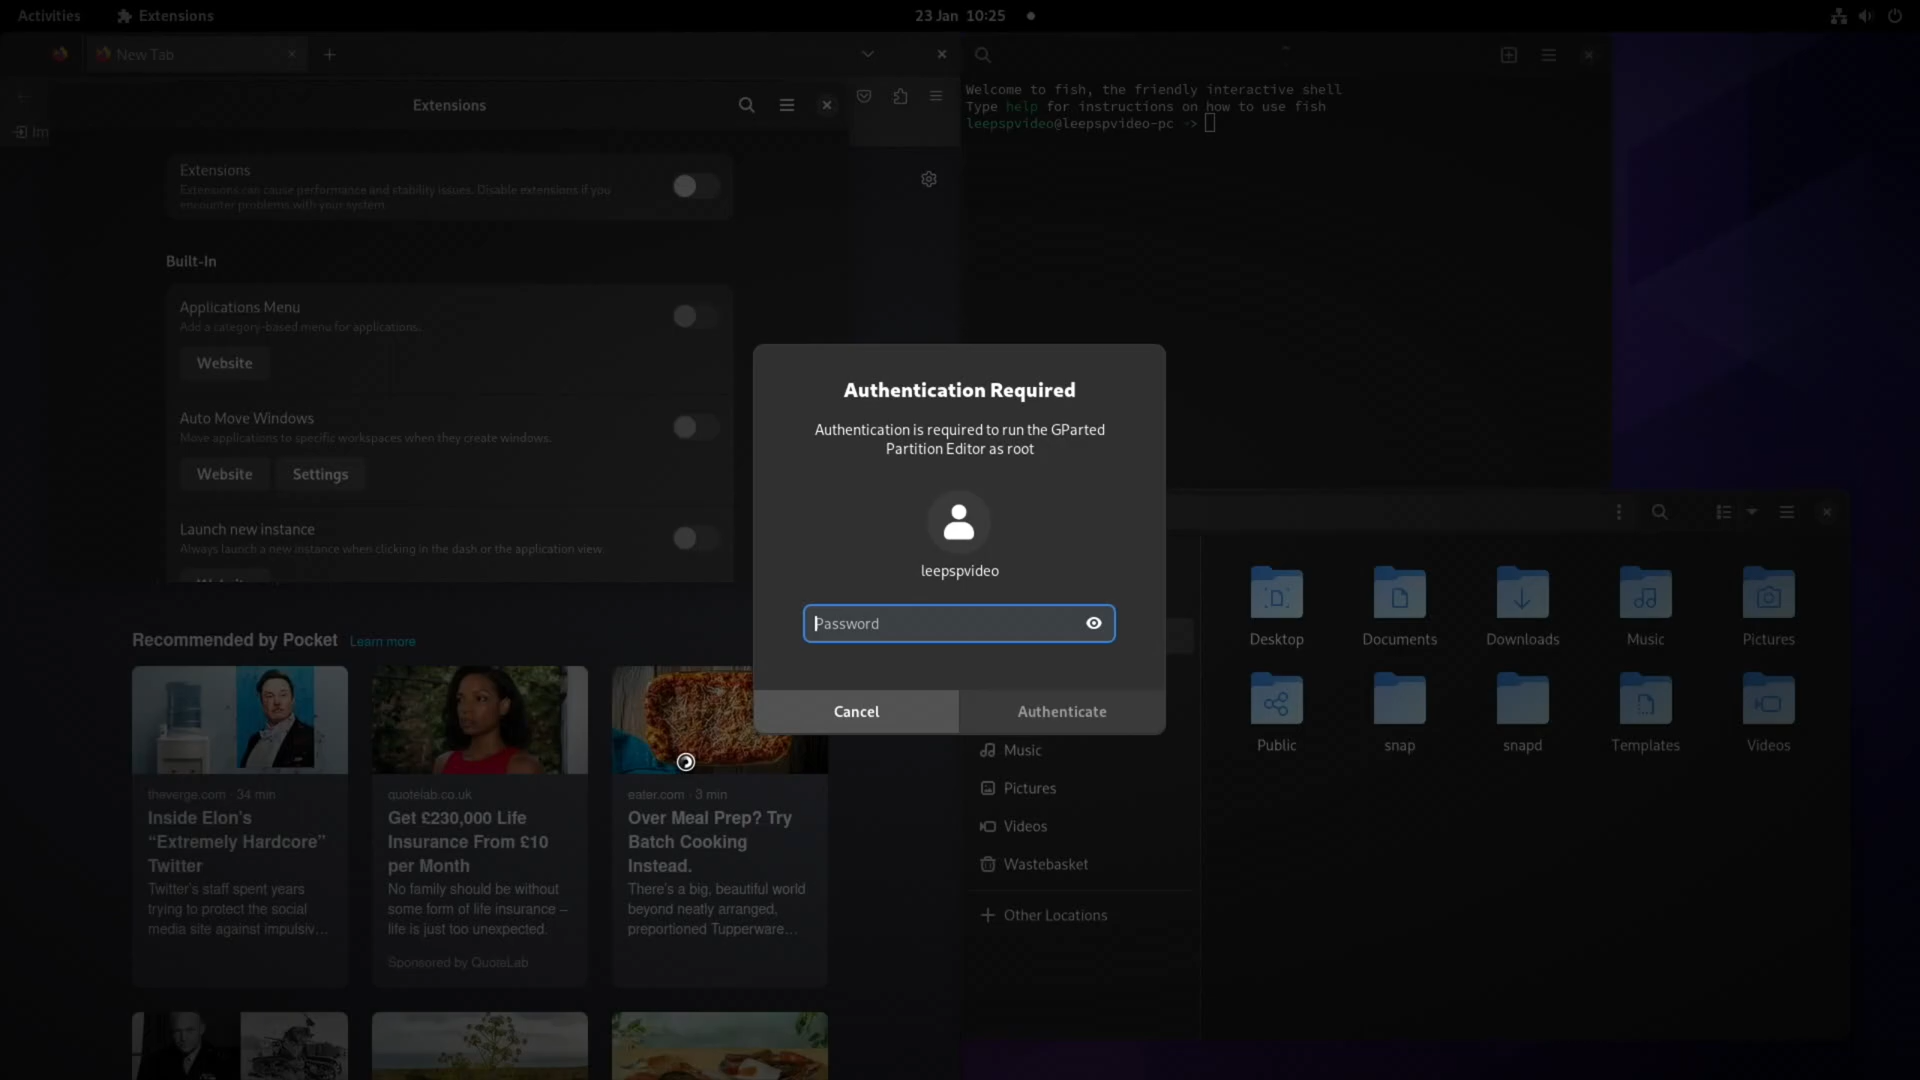 Activities
Extensions
23 Jan 10:25
New Tab
Im
Extensions
Extensions
Extensions can cause performance and stability issues. Disable extensions if you
encounter problems with your system.
Built-In
Applications Menu
Add a category-based menu for applications.
Website
Auto Move Windows
Move applications to specific workspaces when they create windows.
Website
Settings
Launch new instance
Always launch a new instance when clicking in the dash or the application view.
Welcome to fish, the friendly interactive shell
Type help for instructions on how to use fish
leepspvideo@leepspvideo-pc ~>
Authentication Required
Authentication is required to run the GParted
Partition Editor as root
leepspvideo
Password
Cancel
Authenticate
Recommended by Pocket
Learn more
theverge.com · 34 min
Inside Elon's
“Extremely Hardcore”
Twitter
Twitter's staff spent years
trying to protect the social
media site against impulsiv…
quotelab.co.uk
Get £230,000 Life
Insurance From £10
per Month
No family should be without
some form of life insurance –
life is just too unexpected.
Sponsored by QuoteLab
eater.com · 3 min
Over Meal Prep? Try
Batch Cooking
Instead.
There's a big, beautiful world
beyond neatly arranged,
preportioned Tupperware…
Music
Pictures
Videos
Wastebasket
Other Locations
Desktop
Documents
Downloads
Music
Pictures
Public
snap
snapd
Templates
Videos